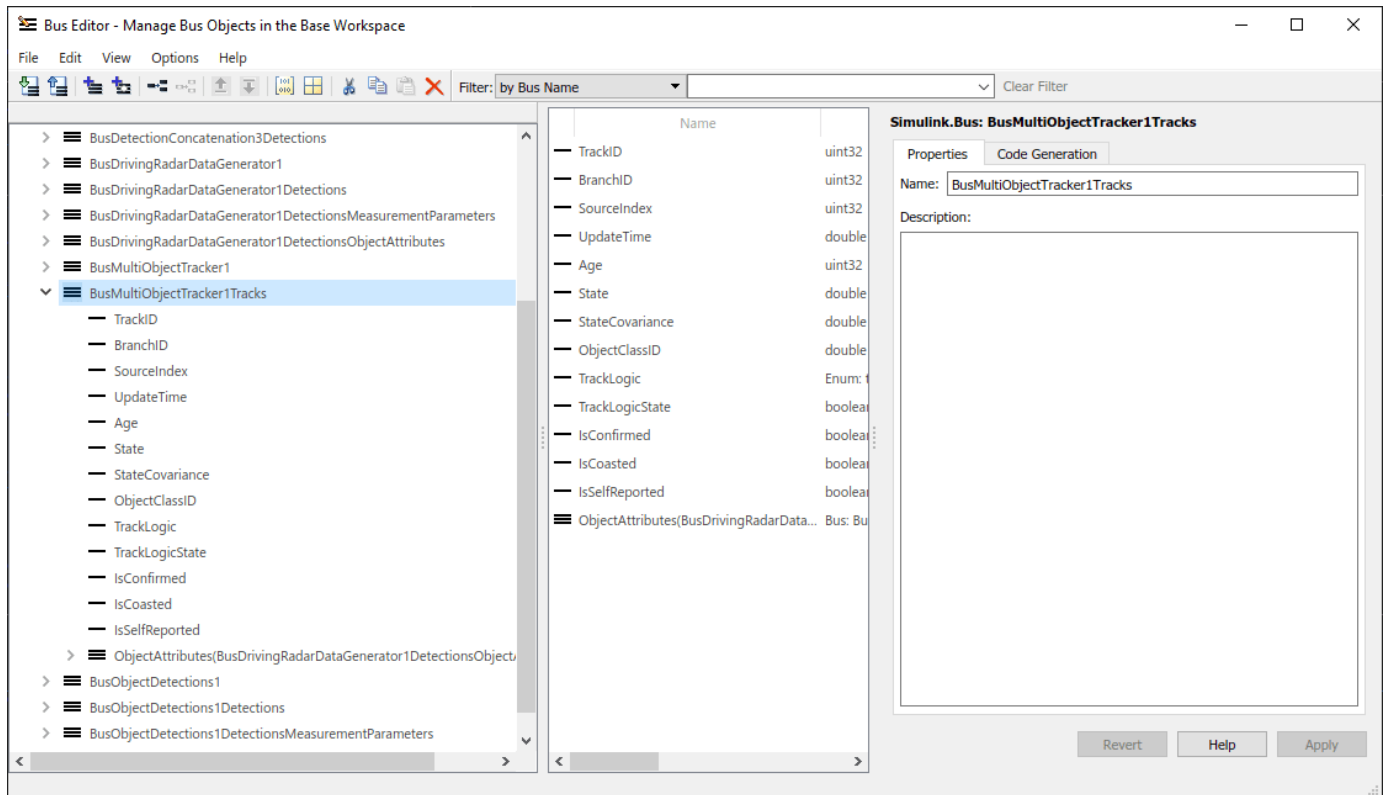 Bus Editor - Manage Bus Objects in the Base Workspace
File Edit View Options Help
Filter: by Bus Name Clear Filter
BusDetectionConcatenation3Detections
BusDrivingRadarDataGenerator1
BusDrivingRadarDataGenerator1Detections
BusDrivingRadarDataGenerator1DetectionsMeasurementParameters
BusDrivingRadarDataGenerator1DetectionsObjectAttributes
BusMultiObjectTracker1
BusMultiObjectTracker1Tracks
TrackID
BranchID
SourceIndex
UpdateTime
Age
State
StateCovariance
ObjectClassID
TrackLogic
TrackLogicState
IsConfirmed
IsCoasted
IsSelfReported
ObjectAttributes(BusDrivingRadarDataGenerator1DetectionsObject
BusObjectDetections1
BusObjectDetections1Detections
BusObjectDetections1DetectionsMeasurementParameters
Name
TrackID uint32
BranchID uint32
SourceIndex uint32
UpdateTime double
Age uint32
State double
StateCovariance double
ObjectClassID double
TrackLogic Enum: t
TrackLogicState boolea
IsConfirmed boolea
IsCoasted boolea
IsSelfReported boolea
ObjectAttributes(BusDrivingRadarData... Bus: Bu
Simulink.Bus: BusMultiObjectTracker1Tracks
Properties Code Generation
Name: BusMultiObjectTracker1Tracks
Description:
Revert Help Apply